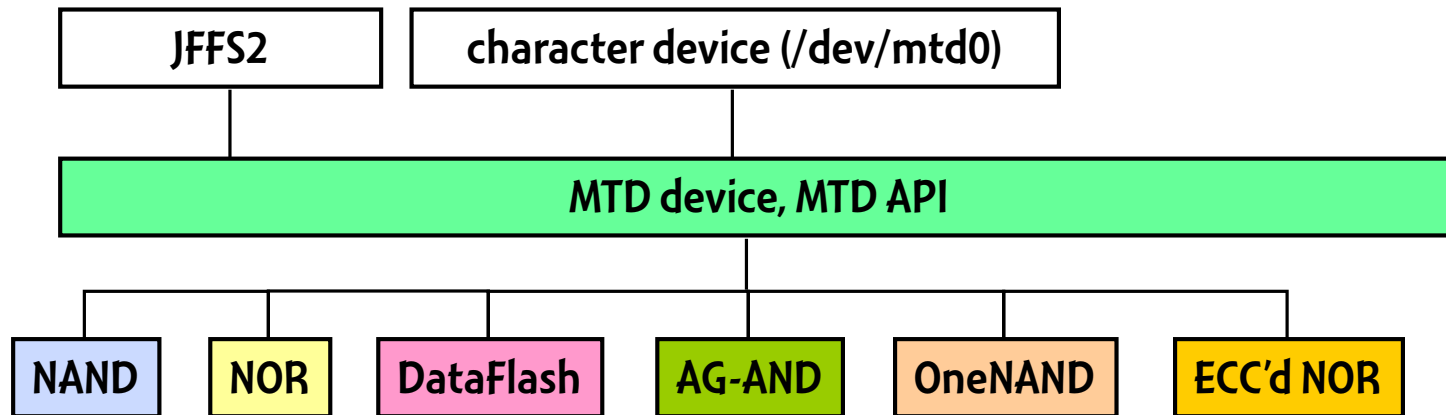 JFFS2
character device (/dev/mtd0)
MTD device, MTD API
NAND
NOR
DataFlash
AG-AND
OneNAND
ECC'd NOR